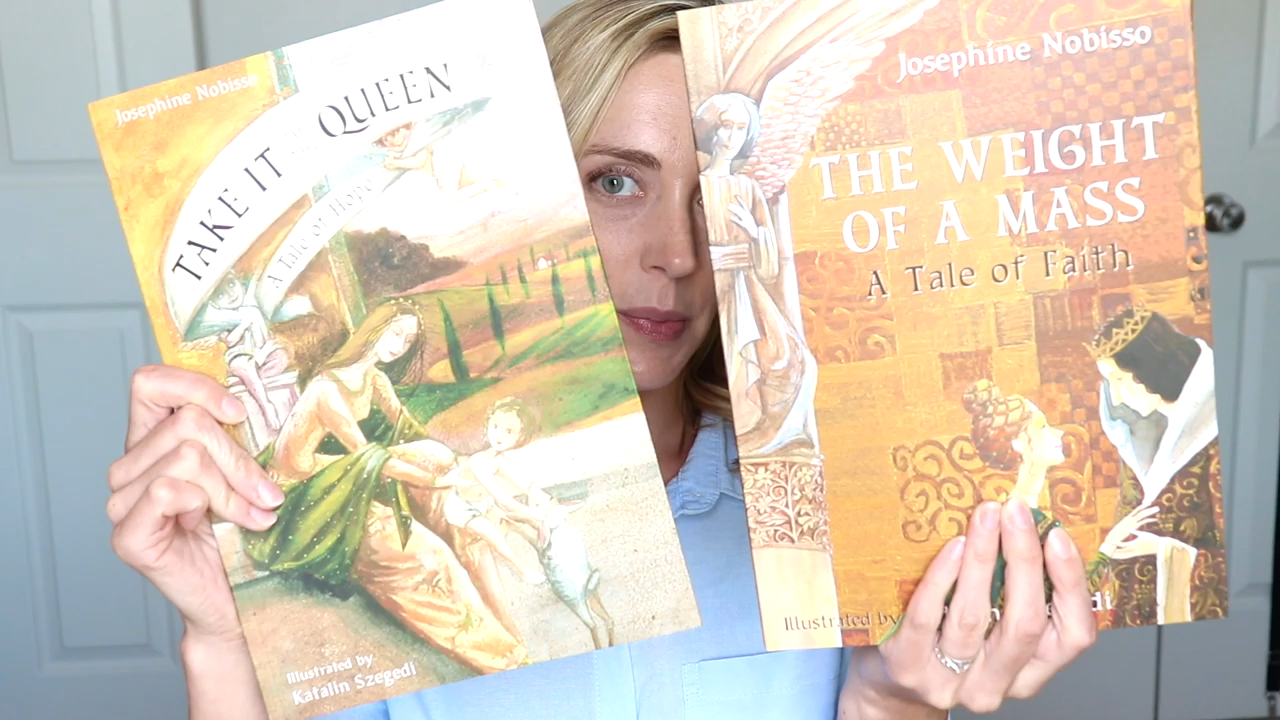 Josephine Nobisso
TAKE IT QUEEN
A Tale of Hope
Illustrated by
Katalin Szegedi
Josephine Nobisso
THE WEIGHT
OF A MASS
A Tale of Faith
Illustrated by